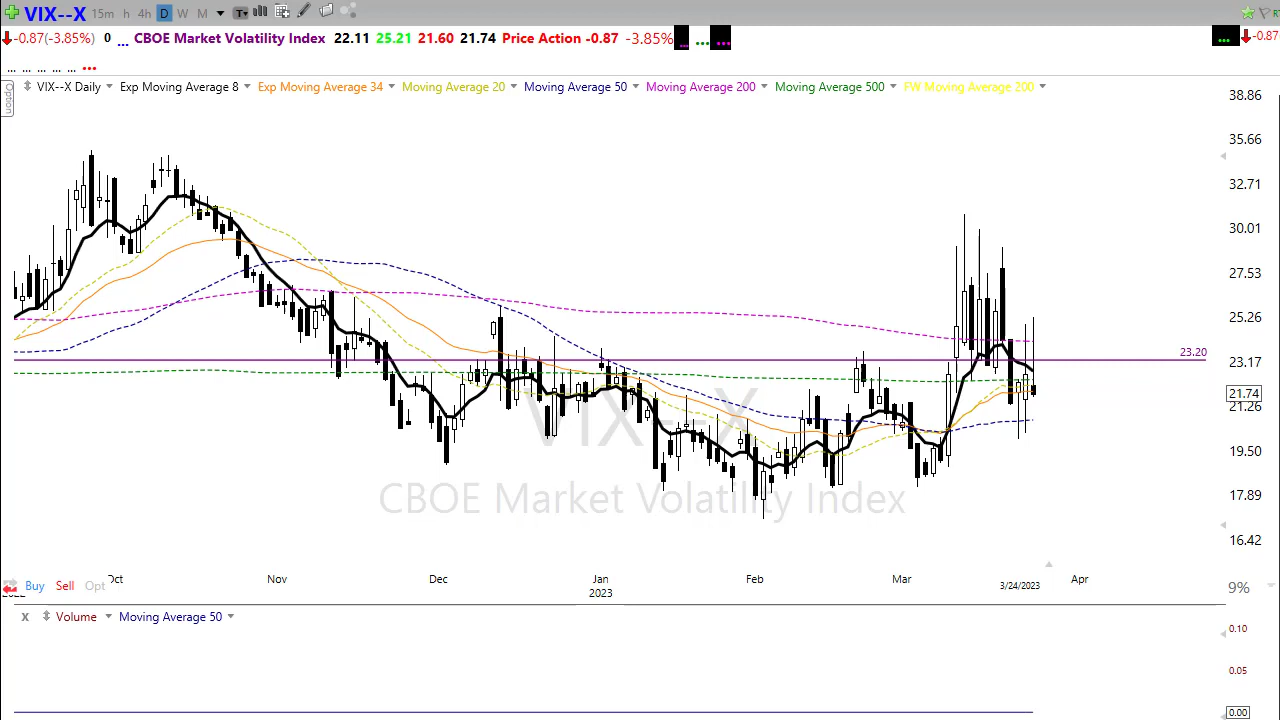 VIX--X 15m h 4h D W M T
-0.87(-3.85%) 0 ... CBOE Market Volatility Index 22.11 25.21 21.60 21.74 Price Action -0.87 -3.85% ... ... ... ... -0.87
... ... ... ... ... ...
Option
VIX--X Daily Exp Moving Average 8 Exp Moving Average 34 Moving Average 20 Moving Average 50 Moving Average 200 Moving Average 500 FW Moving Average 200
38.86
35.66
32.71
30.01
27.53
25.26
23.20
23.17
21.74
21.26
19.50
17.89
16.42
VIX--X
CBOE Market Volatility Index
Oct Nov Dec Jan Feb Mar Apr
2022 2023 3/24/2023
Buy Sell Opt 9%
x Volume Moving Average 50
0.10
0.05
0.00